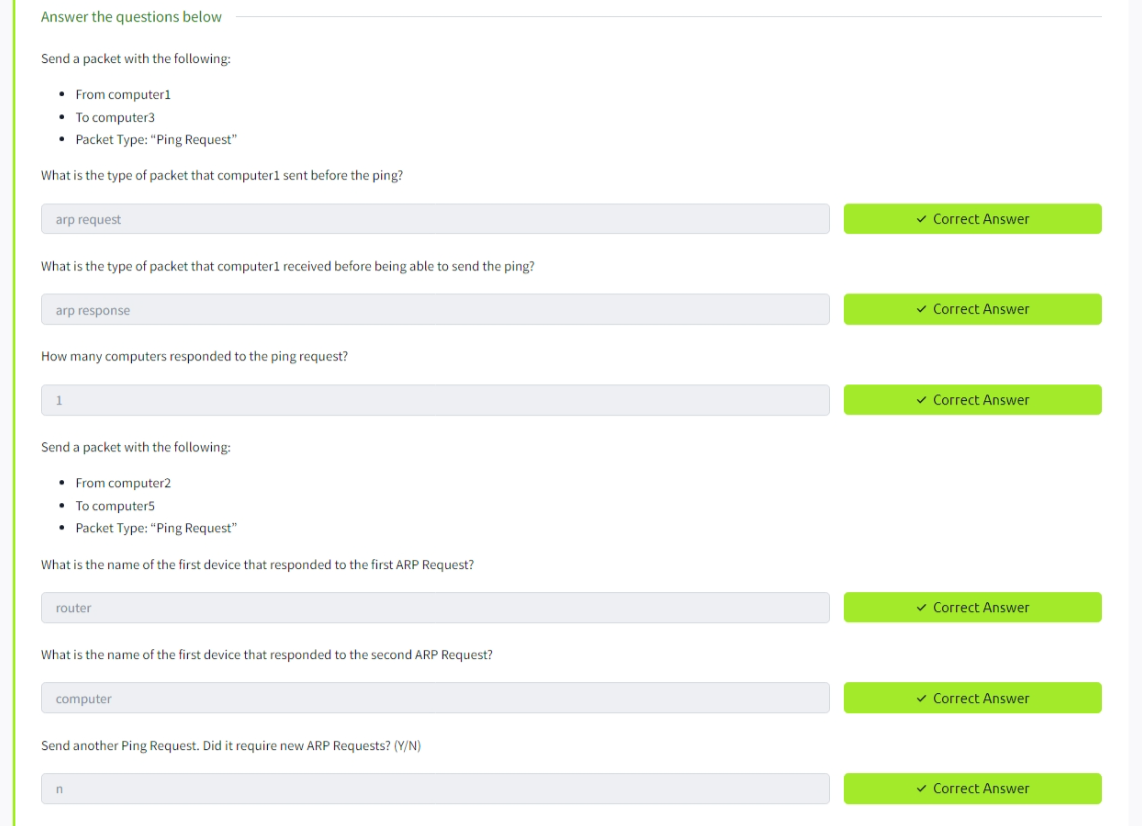 Answer the questions below
Send a packet with the following:
• From computer1
• To computer3
• Packet Type: “Ping Request”
What is the type of packet that computer1 sent before the ping?
arp request
✓ Correct Answer
What is the type of packet that computer1 received before being able to send the ping?
arp response
✓ Correct Answer
How many computers responded to the ping request?
1
✓ Correct Answer
Send a packet with the following:
• From computer2
• To computer5
• Packet Type: “Ping Request”
What is the name of the first device that responded to the first ARP Request?
router
✓ Correct Answer
What is the name of the first device that responded to the second ARP Request?
computer
✓ Correct Answer
Send another Ping Request. Did it require new ARP Requests? (Y/N)
n
✓ Correct Answer